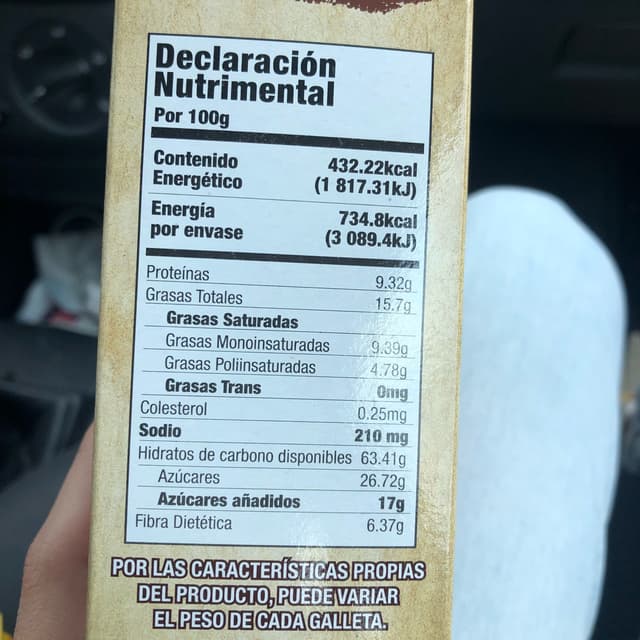 Declaración
Nutrimental
Por 100g
Contenido 432.22kcal
Energético (1 817.31kJ)
Energía 734.8kcal
por envase (3 089.4kJ)
Proteínas 9.32g
Grasas Totales 15.7g
Grasas Saturadas
Grasas Monoinsaturadas 9.39g
Grasas Poliinsaturadas 4.78g
Grasas Trans 0mg
Colesterol 0.25mg
Sodio 210 mg
Hidratos de carbono disponibles 63.41g
Azúcares 26.72g
Azúcares añadidos 17g
Fibra Dietética 6.37g
POR LAS CARACTERÍSTICAS PROPIAS
DEL PRODUCTO, PUEDE VARIAR
EL PESO DE CADA GALLETA.